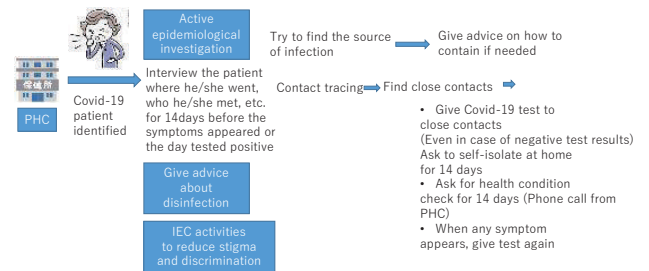 保健所
PHC
Covid-19
patient
identified
Active
epidemiological
investigation
Interview the patient
where he/she went,
who he/she met, etc.
for 14days before the
symptoms appeared or
the day tested positive
Give advice
about
disinfection
IEC activities
to reduce stigma
and discrimination
Try to find the source
of infection
Give advice on how to
contain if needed
Contact tracing
Find close contacts
• Give Covid-19 test to
close contacts
(Even in case of negative test results)
Ask to self-isolate at home
for 14 days
• Ask for health condition
check for 14 days (Phone call from
PHC)
• When any symptom
appears, give test again